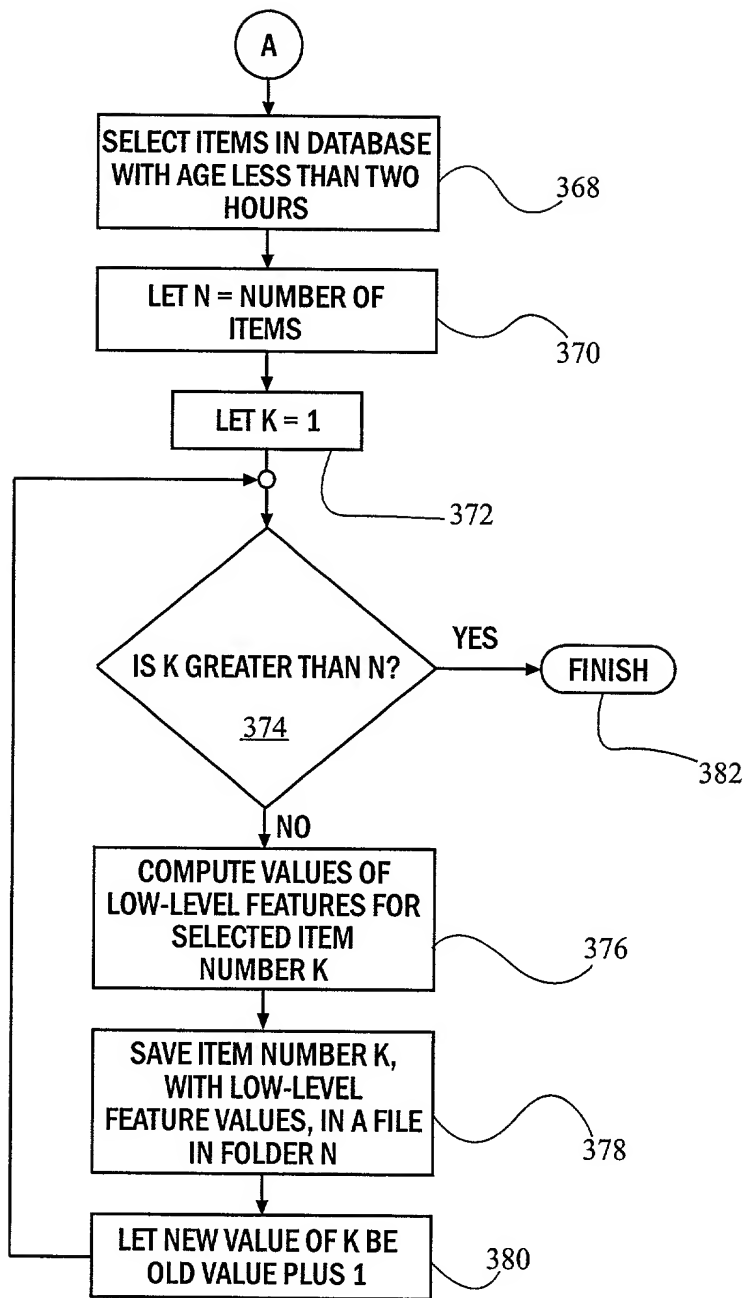 A
SELECT ITEMS IN DATABASE
WITH AGE LESS THAN TWO
HOURS
368
LET N = NUMBER OF
ITEMS
370
LET K = 1
372
IS K GREATER THAN N?
374
YES
FINISH
382
NO
COMPUTE VALUES OF
LOW-LEVEL FEATURES FOR
SELECTED ITEM
NUMBER K
376
SAVE ITEM NUMBER K,
WITH LOW-LEVEL
FEATURE VALUES, IN A FILE
IN FOLDER N
378
LET NEW VALUE OF K BE
OLD VALUE PLUS 1
380